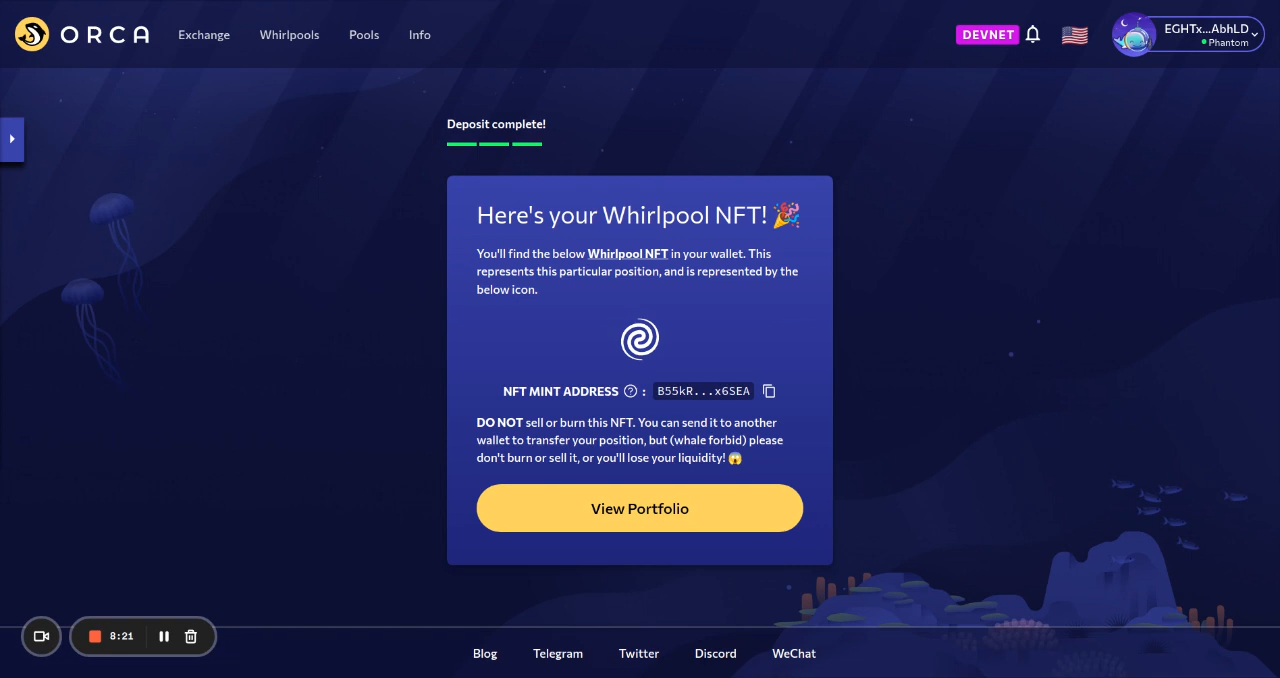 ORCA Exchange Whirlpools Pools Info DEVNET EGHTx...AbhLD
Phantom
Deposit complete!
Here's your Whirlpool NFT! 🎉
You'll find the below Whirlpool NFT in your wallet. This
represents this particular position, and is represented by the
below icon.
NFT MINT ADDRESS ? : B55kR...x6SEA
DO NOT sell or burn this NFT. You can send it to another
wallet to transfer your position, but (whale forbid) please
don't burn or sell it, or you'll lose your liquidity! 😱
View Portfolio
8:21
Blog Telegram Twitter Discord WeChat